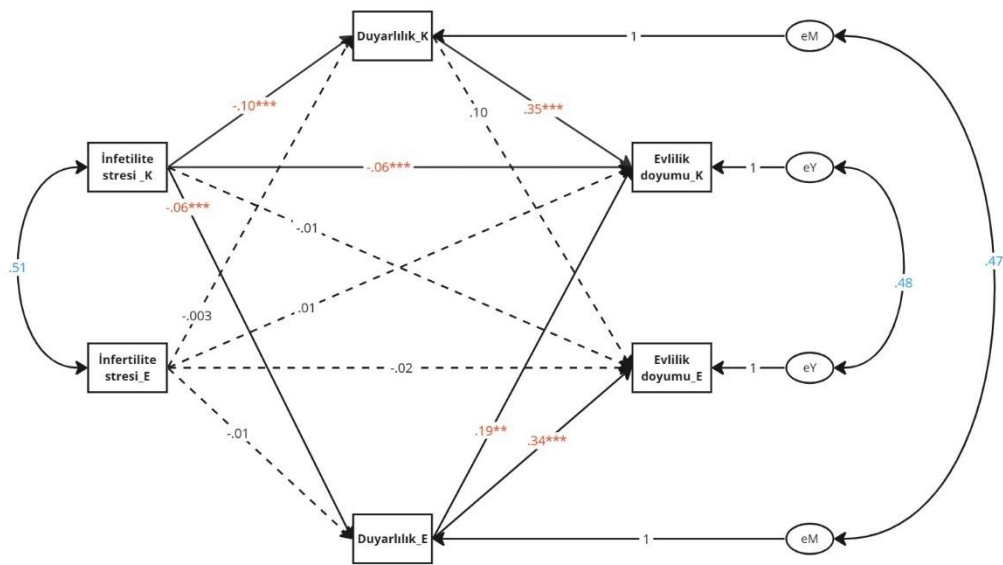 Duyarlılık_K
1
eM
-.10***
.10
.35***
İnfetilite
stresi _K
-.06***
Evlilik
doyumu_K
1
eY
-.06***
-.01
.51
.47
.48
-.003
.01
İnfertilite
stresi_E
-.02
Evlilik
doyumu_E
1
eY
-.01
.19**
.34***
Duyarlılık_E
1
eM